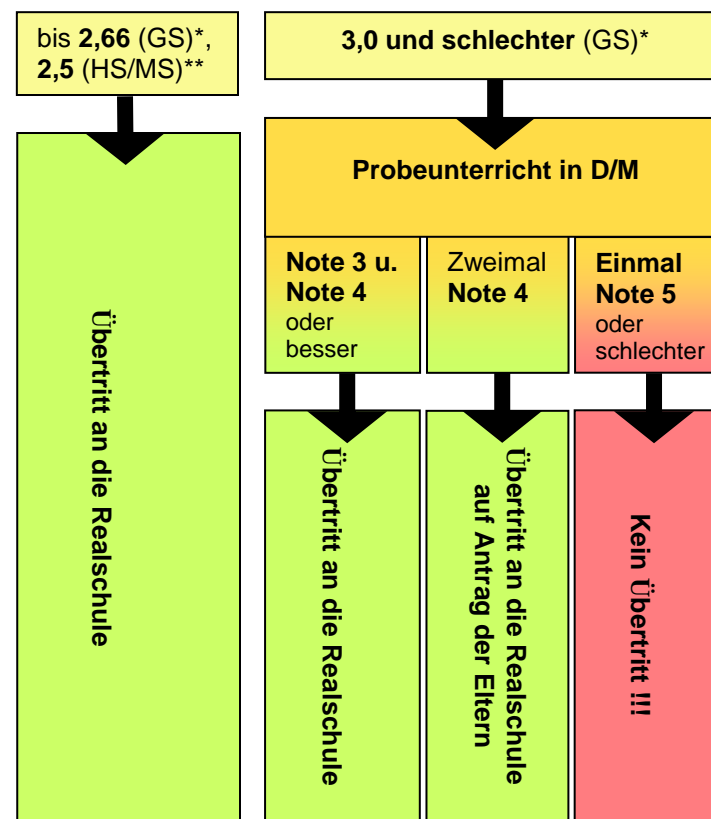 bis 2,66 (GS)*,
2,5 (HS/MS)**
3,0 und schlechter (GS)*
Probeunterricht in D/M
Note 3 u.
Note 4
oder
besser
Zweimal
Note 4
Einmal
Note 5
oder
schlechter
Übertritt an die Realschule
Übertritt an die Realschule
Übertritt an die Realschule
auf Antrag der Eltern
Kein Übertritt !!!